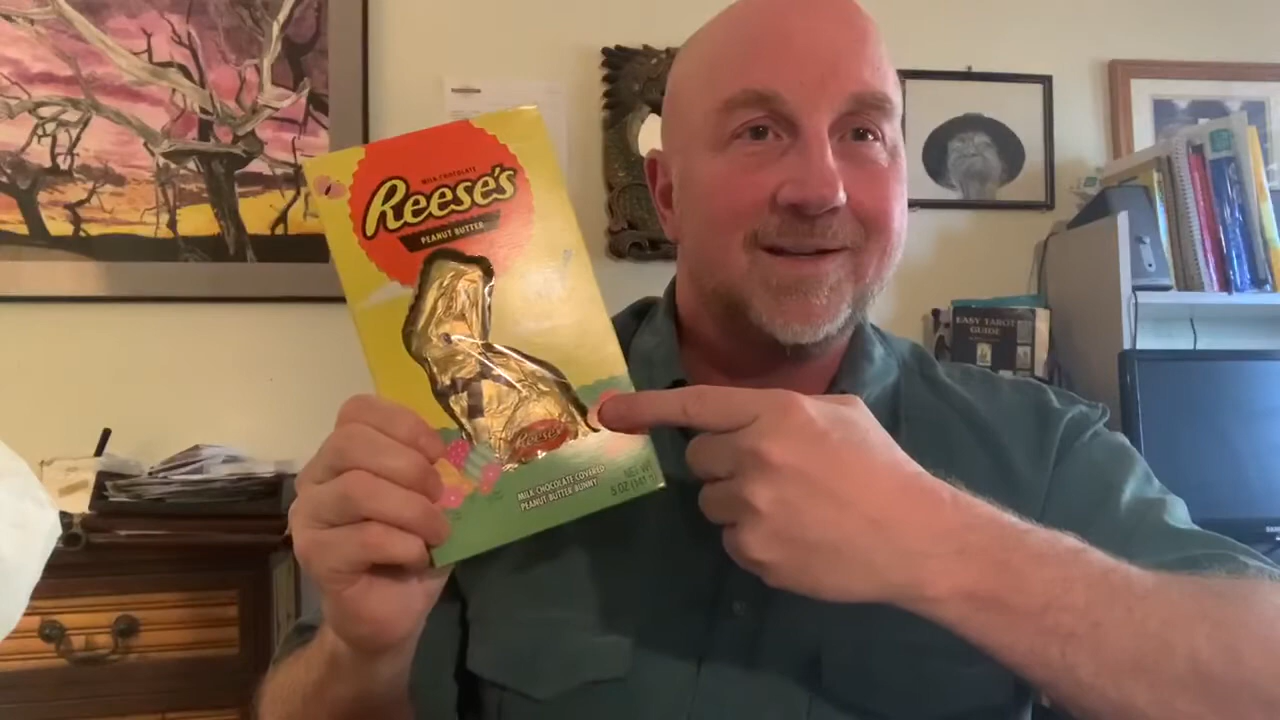 MILK CHOCOLATE
REESE'S
PEANUT BUTTER
Reese's
MILK CHOCOLATE COVERED
PEANUT BUTTER BUNNY
NET WT
5 OZ (141 g)
EASY TAROT
GUIDE